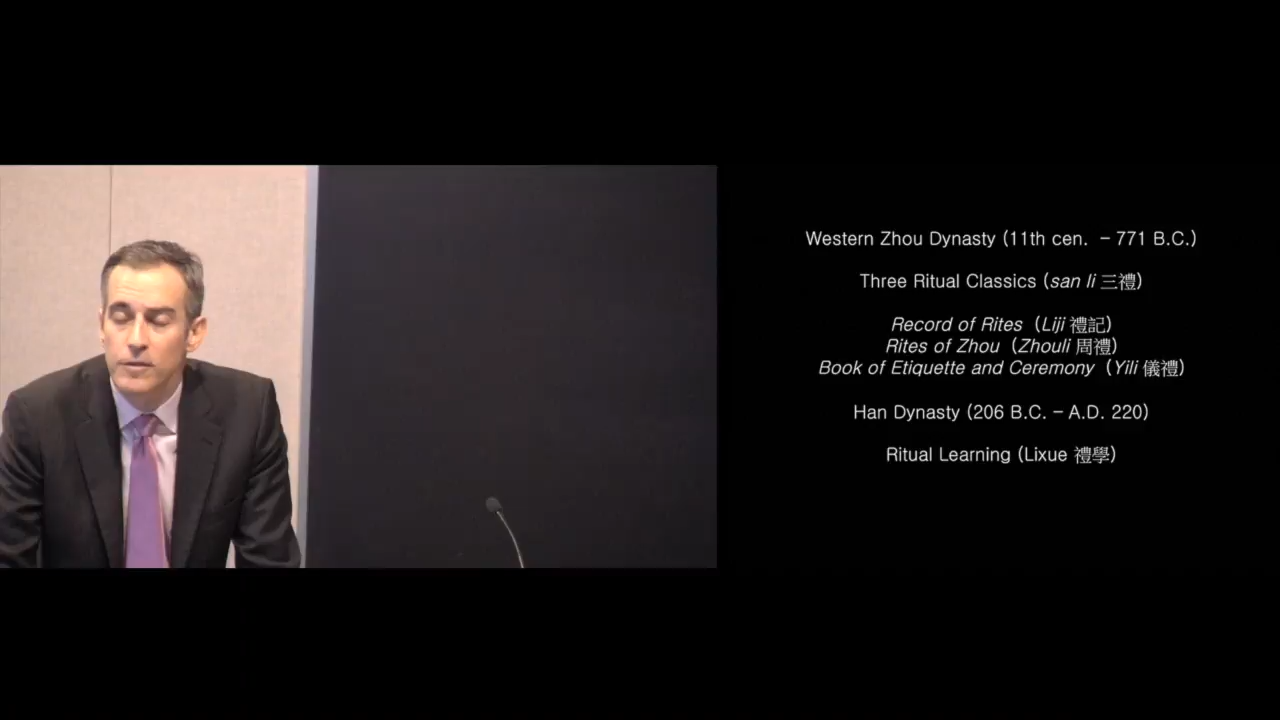 Western Zhou Dynasty (11th cen. – 771 B.C.)
Three Ritual Classics (san li 三禮)
Record of Rites (Liji 禮記)
Rites of Zhou (Zhouli 周禮)
Book of Etiquette and Ceremony (Yili 儀禮)
Han Dynasty (206 B.C. – A.D. 220)
Ritual Learning (Lixue 禮學)